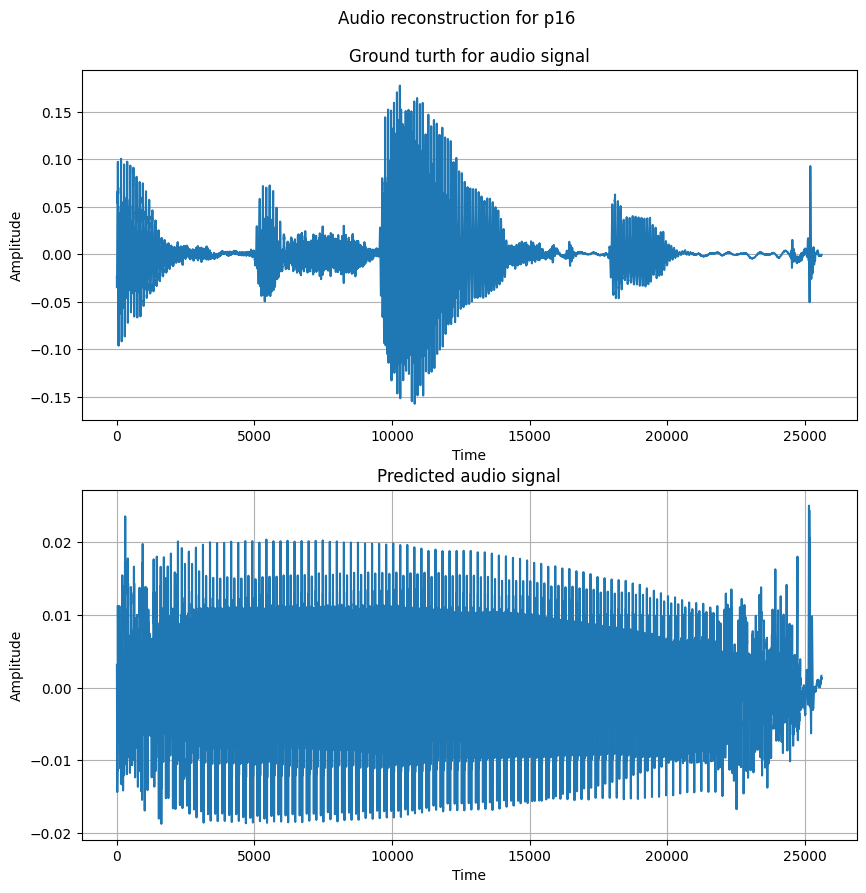 Audio reconstruction for p16
Ground turth for audio signal
0.15
0.10
0.05
0.00
−0.05
−0.10
−0.15
Amplitude
0 5000 10000 15000 20000 25000
Time
Predicted audio signal
0.02
0.01
0.00
−0.01
−0.02
Amplitude
0 5000 10000 15000 20000 25000
Time